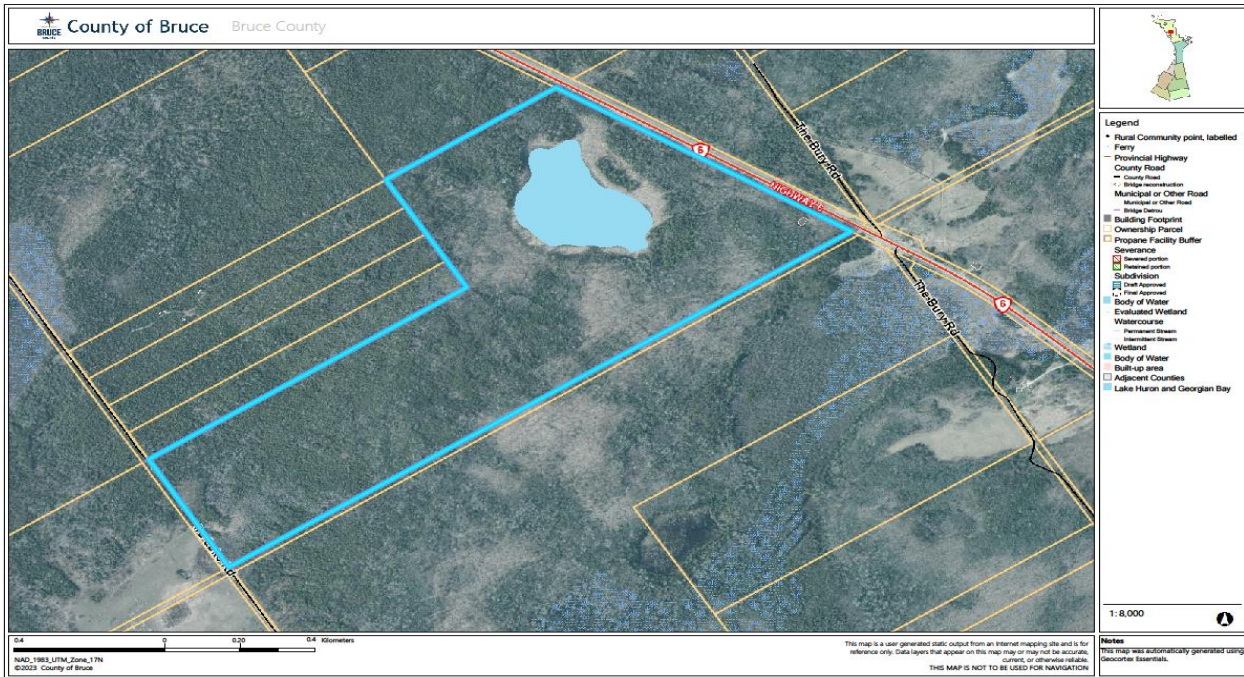 BRUCE
COUNTY
County of Bruce
Bruce County
The Bury Rd
6
HIGHWAY 6
The Bury Rd
6
Rd
Legend
Rural Community point, labelled
Ferry
Provincial Highway
County Road
County Road
Bridge reconstruction
Municipal or Other Road
Municipal or Other Road
Bridge Detrou
Building Footprint
Ownership Parcel
Propane Facility Buffer
Severance
Severed portion
Retained portion
Subdivision
Draft Approved
Final Approved
Body of Water
Evaluated Wetland
Watercourse
Permanent Stream
Intermittent Stream
Wetland
Body of Water
Built-up area
Adjacent Counties
Lake Huron and Georgian Bay
1: 8,000
0.4 0 0.20 0.4 Kilometers
NAD_1983_UTM_Zone_17N
©2023 County of Bruce
This map is a user generated static output from an Internet mapping site and is for
reference only. Data layers that appear on this map may or may not be accurate,
current, or otherwise reliable.
THIS MAP IS NOT TO BE USED FOR NAVIGATION
Notes
This map was automatically generated using
Geocortex Essentials.